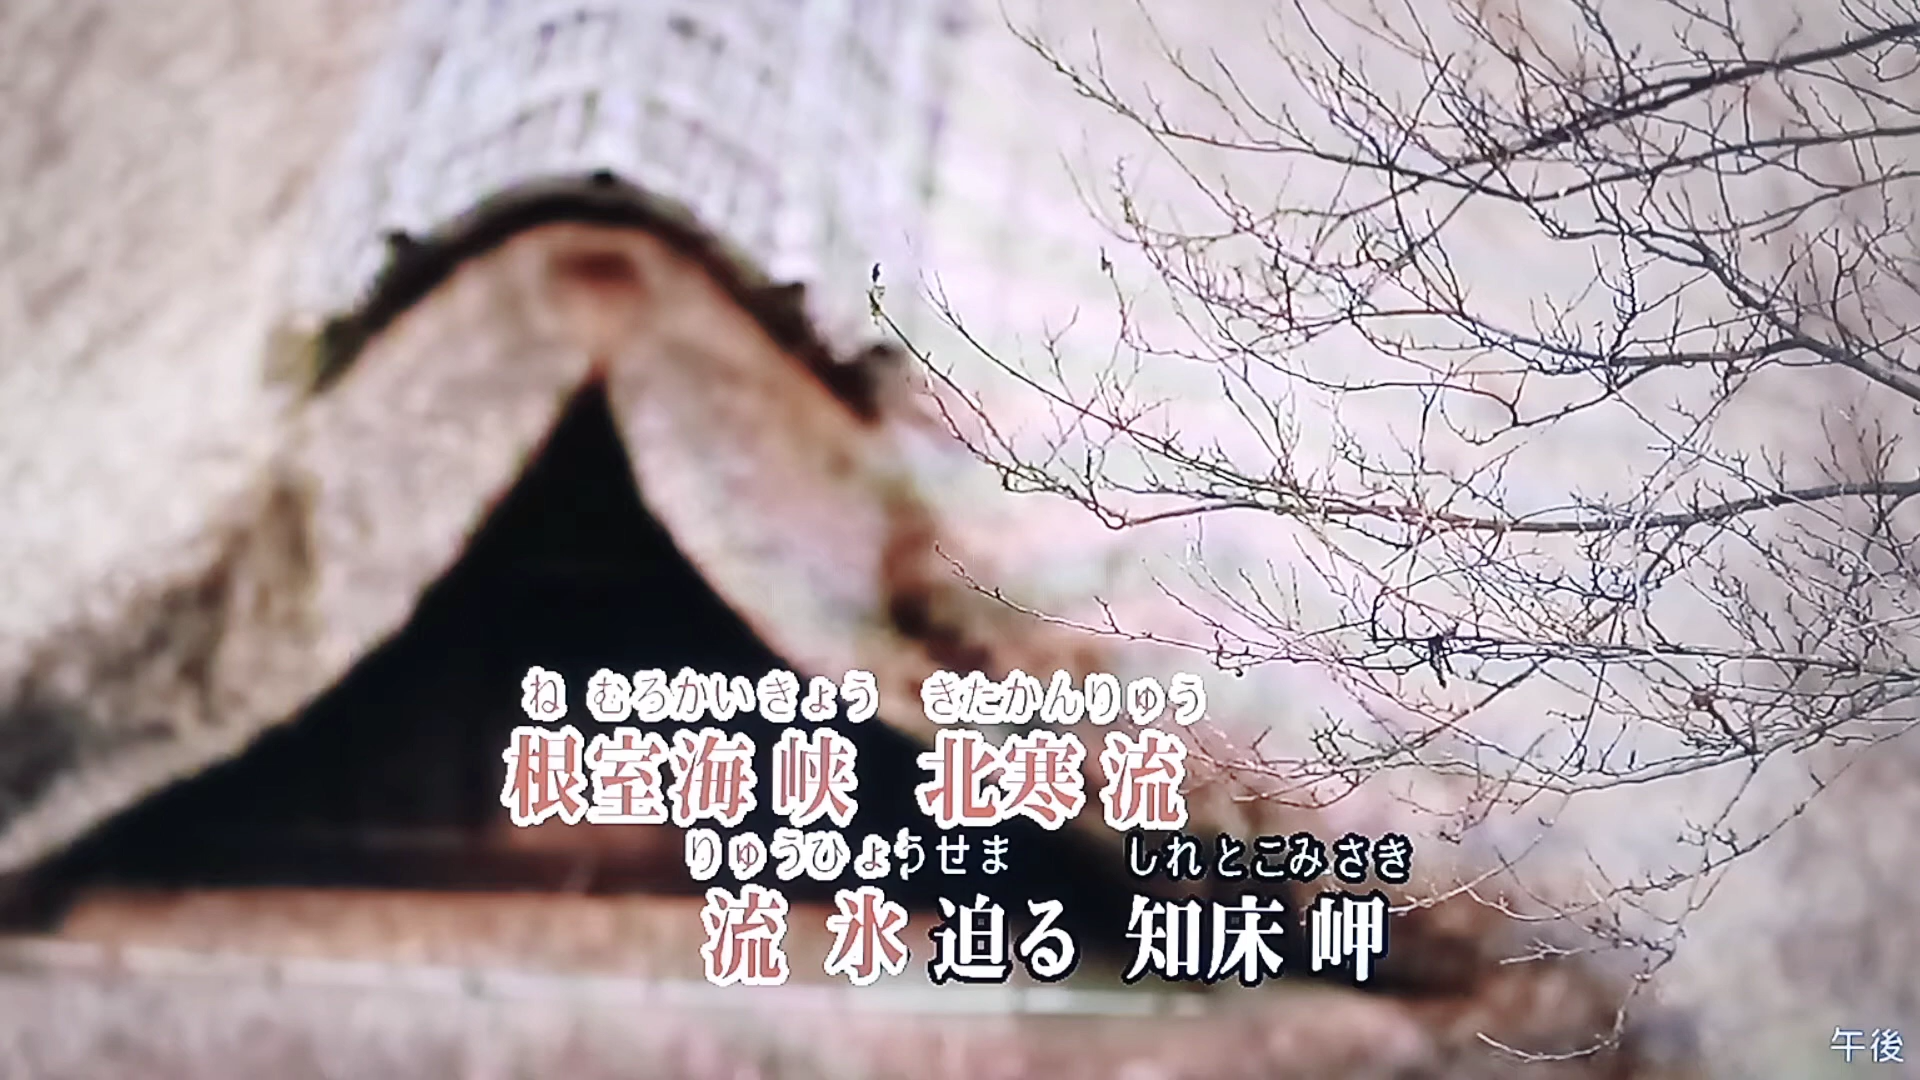 ねむろかいきょう　きたかんりゅう
根室海峡　北寒流
りゅうひょうせま　しれとこみさき
流氷迫る　知床岬
午後